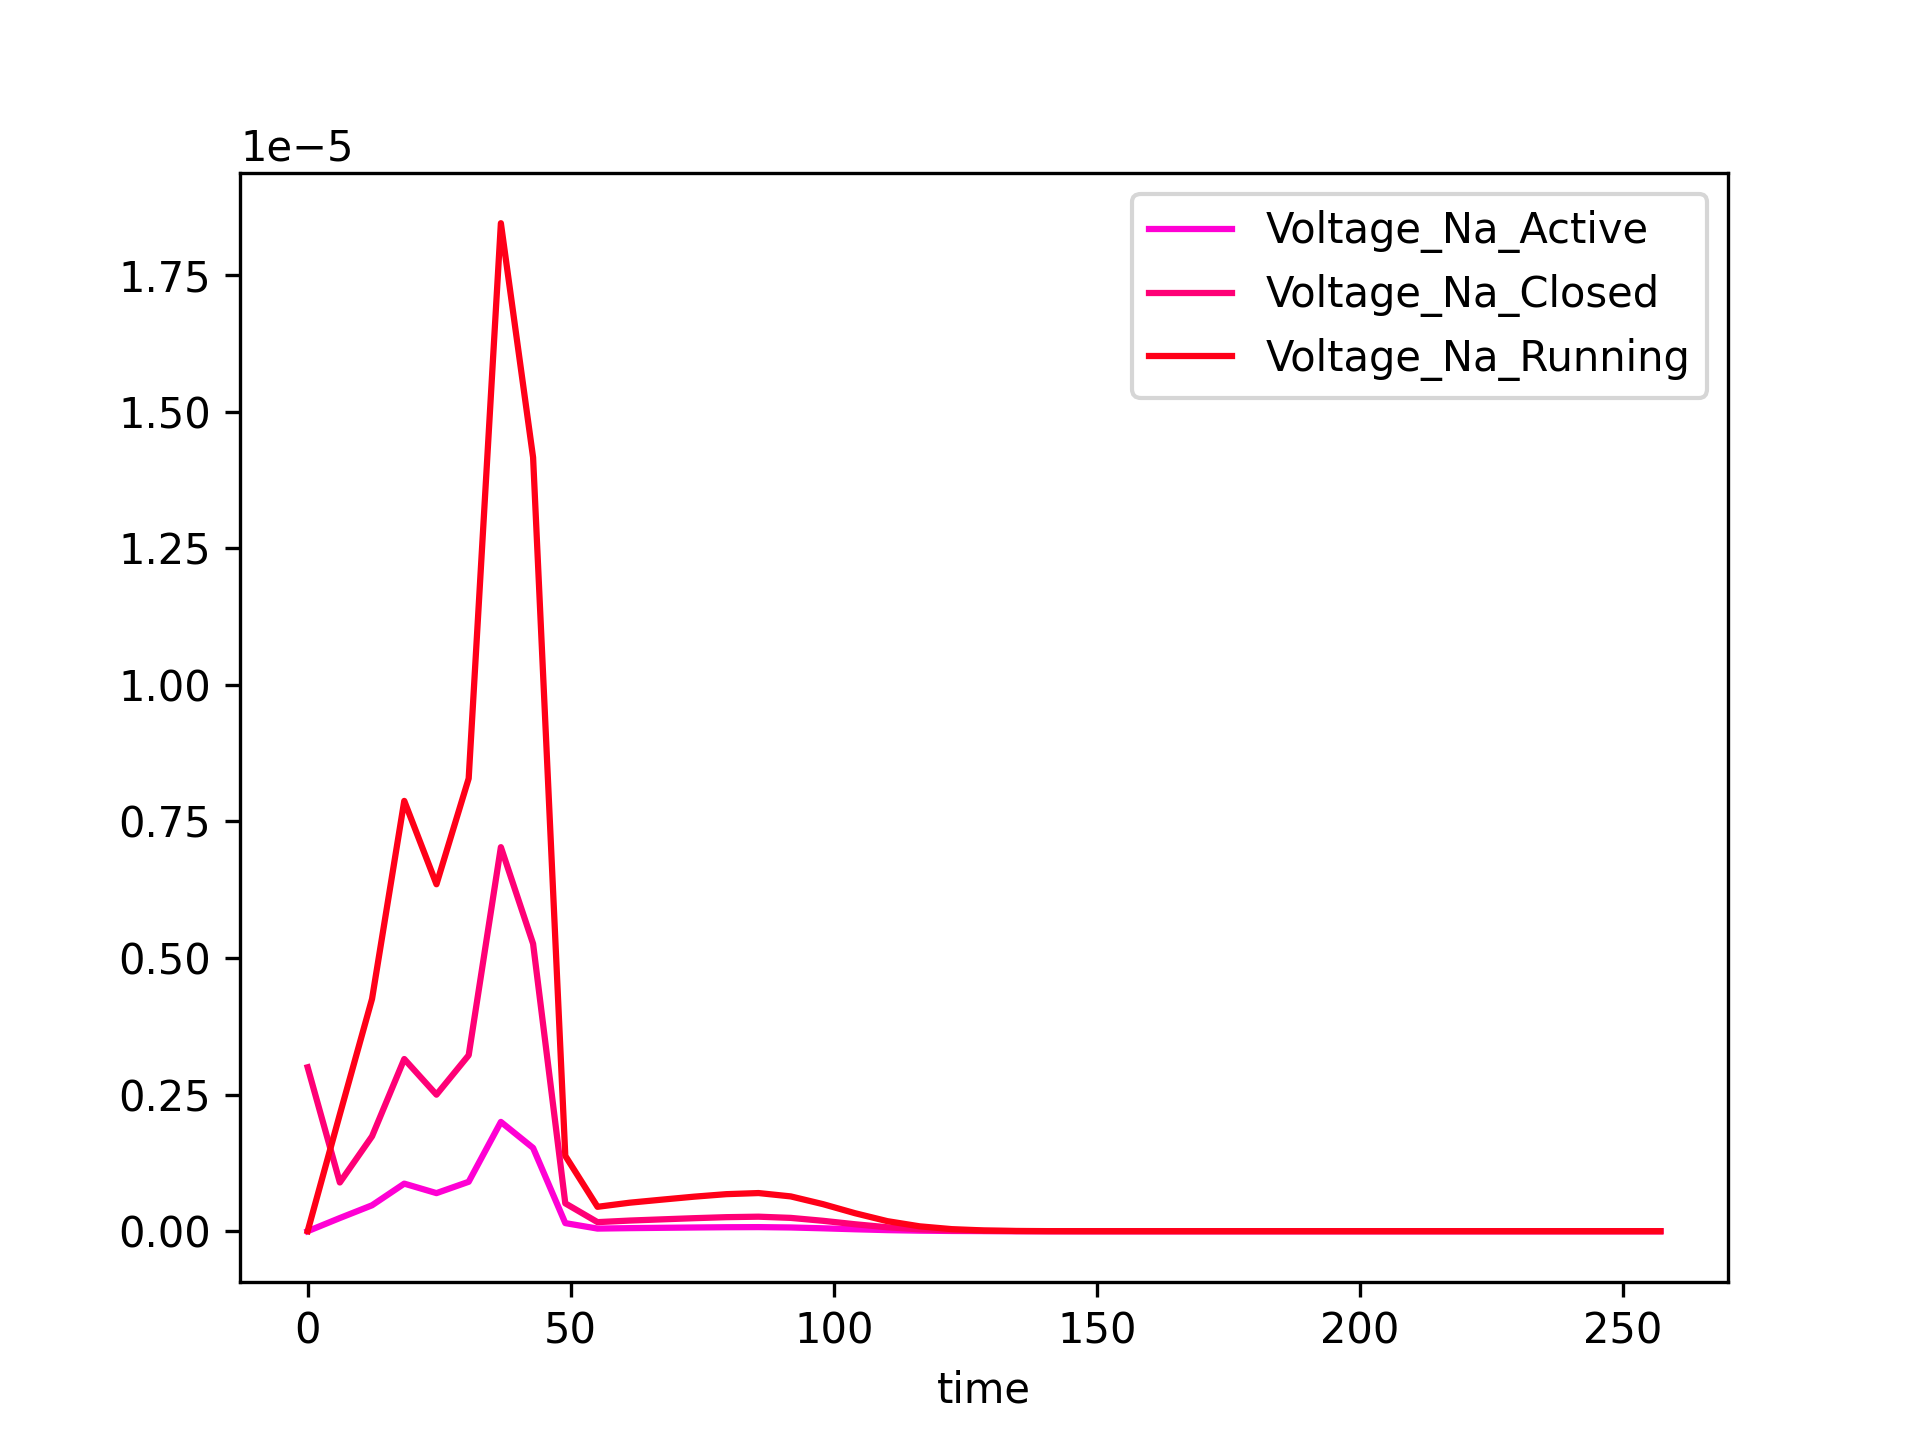 1e−5
Voltage_Na_Active
Voltage_Na_Closed
Voltage_Na_Running
1.75
1.50
1.25
1.00
0.75
0.50
0.25
0.00
0 50 100 150 200 250
time